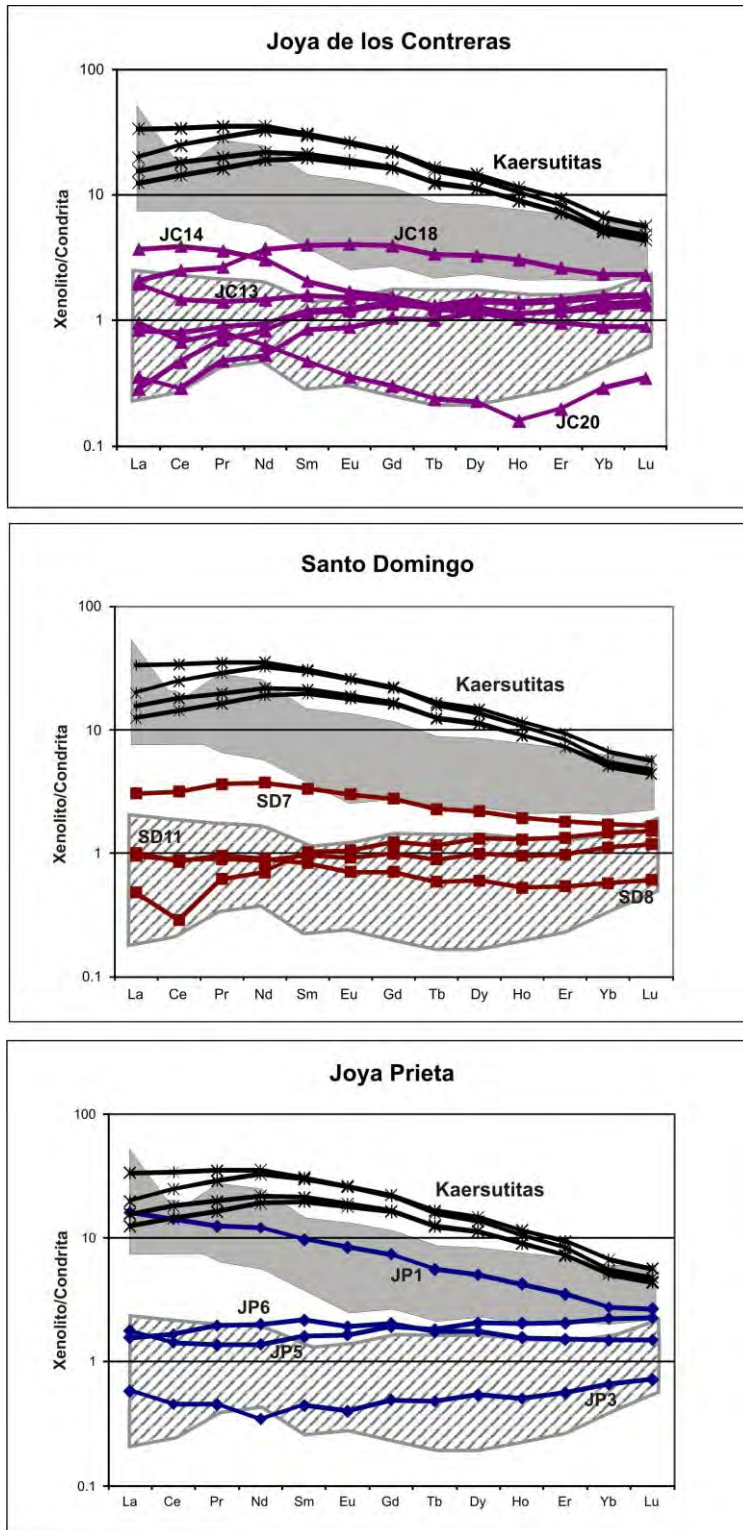 Joya de los Contreras
Xenolito/Condrita
100
10
1
0.1
Kaersutitas
JC14
JC18
JC13
JC20
La Ce Pr Nd Sm Eu Gd Tb Dy Ho Er Yb Lu
Santo Domingo
Xenolito/Condrita
100
10
1
0.1
Kaersutitas
SD7
SD11
SD8
La Ce Pr Nd Sm Eu Gd Tb Dy Ho Er Yb Lu
Joya Prieta
Xenolito/Condrita
100
10
1
0.1
Kaersutitas
JP1
JP6
JP5
JP3
La Ce Pr Nd Sm Eu Gd Tb Dy Ho Er Yb Lu